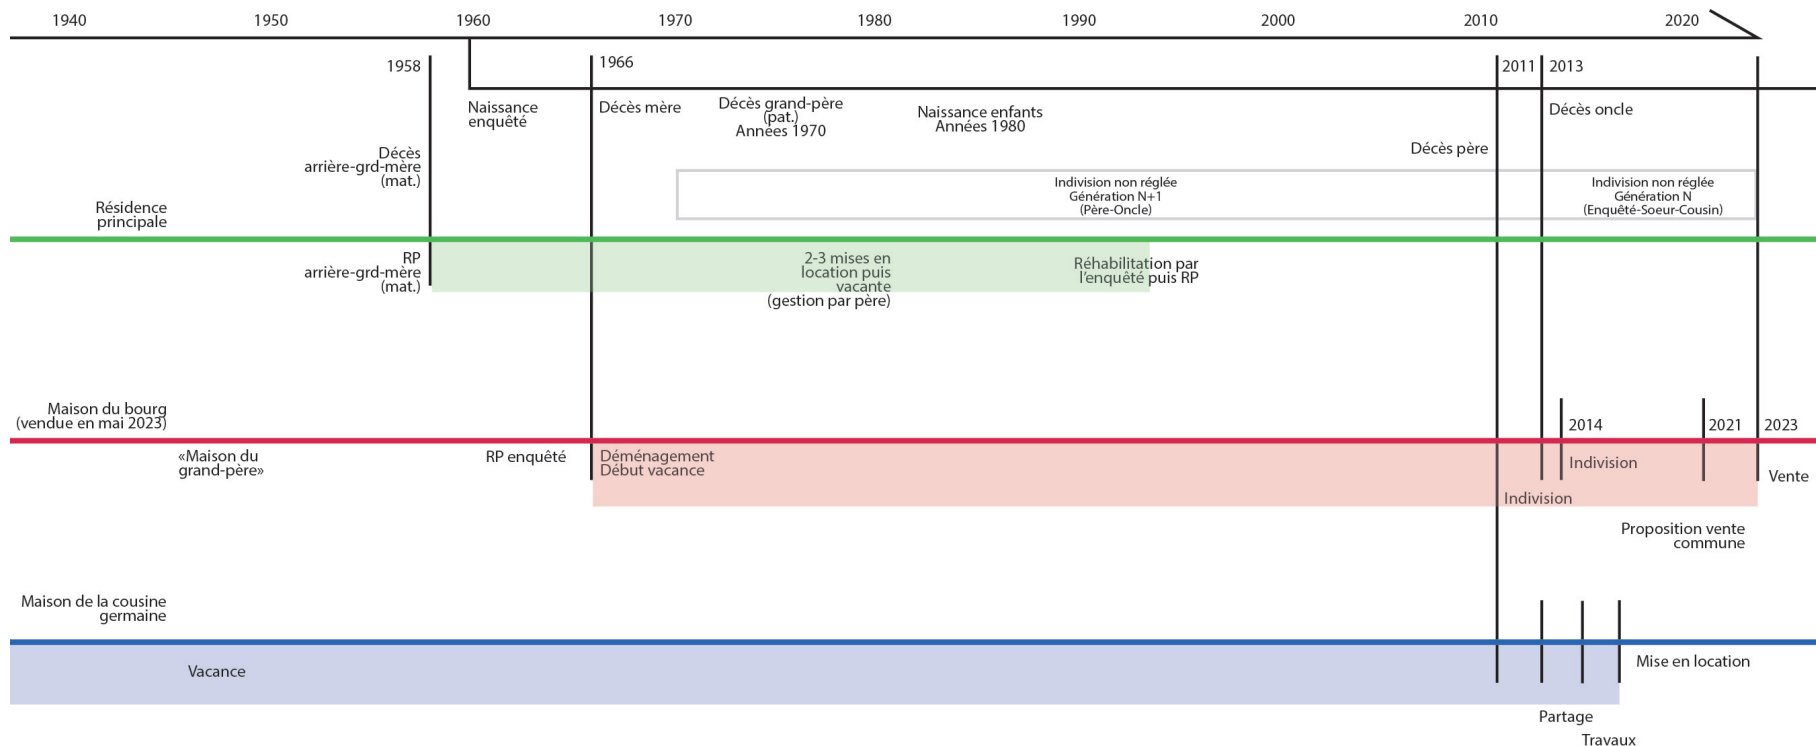 1940 1950 1960 1970 1980 1990 2000 2010 2020
1958
1966
2011
2013
Naissance
enquêté
Décès mère
Décès grand-père
(pat.)
Années 1970
Naissance enfants
Années 1980
Décès oncle
Décès père
Décès
arrière-grd-mère
(mat.)
Indivision non réglée
Génération N+1
(Père-Oncle)
Indivision non réglée
Génération N
(Enquêté-Soeur-Cousin)
Résidence
principale
RP
arrière-grd-mère
(mat.)
2-3 mises en
location puis
vacante
(gestion par père)
Réhabilitation par
l'enquêté puis RP
Maison du bourg
(vendue en mai 2023)
2014
2021
2023
«Maison du
grand-père»
RP enquêté
Déménagement
Début vacance
Indivision
Indivision
Vente
Proposition vente
commune
Maison de la cousine
germaine
Vacance
Mise en location
Partage
Travaux